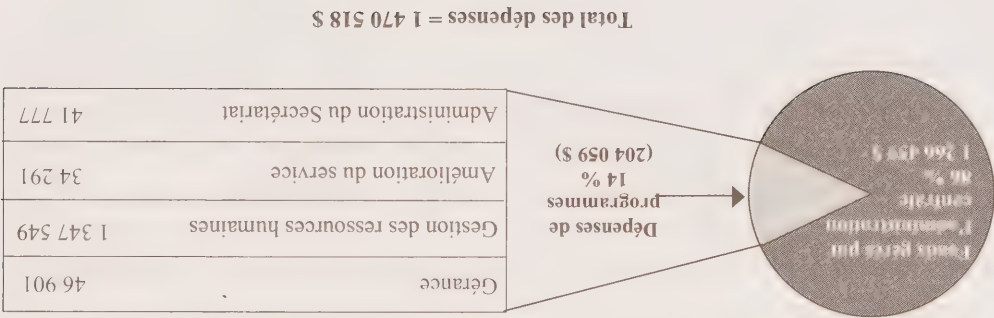 Fonds gérés par
l'administration
centrale
86 %
1 266 459 $
Dépenses de
programmes
14 %
(204 059 $)
Gérance 46 901
Gestion des ressources humaines 1 347 549
Amélioration du service 34 291
Administration du Secrétariat 41 777
Total des dépenses = 1 470 518 $